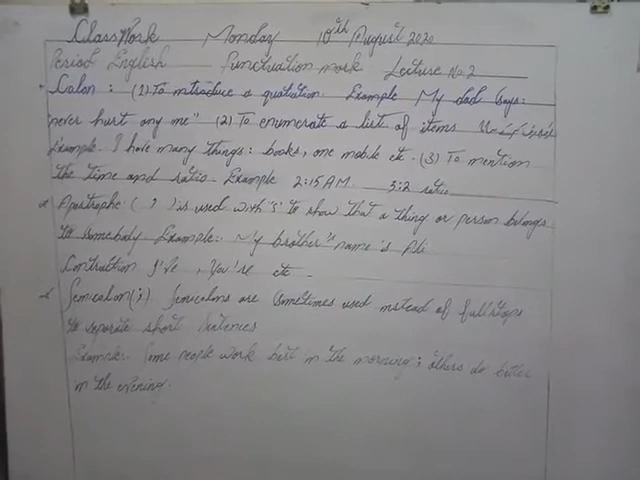 ClassWork Monday 10th August 2020
Period English Punctuation mark Lecture No 2
Colon: (1) To introduce a quotation. Example My dad says:
never hurt any me" (2) To enumerate a list of items
Example. I have many things: books, one mobile etc. (3) To mention
the time and ratio. Example 2:15 AM. 3:2 ratio
Apostrophe ( ' ) is used with 's' to show that a thing or person belongs
to somebody Example: My brother's name is Ali
Contruction I've, You're etc
Semicolon(;) Semicolons are sometimes used instead of full stops
to separate short Sentences
Example:. Some people work best in the morning; others do better
in the evening.